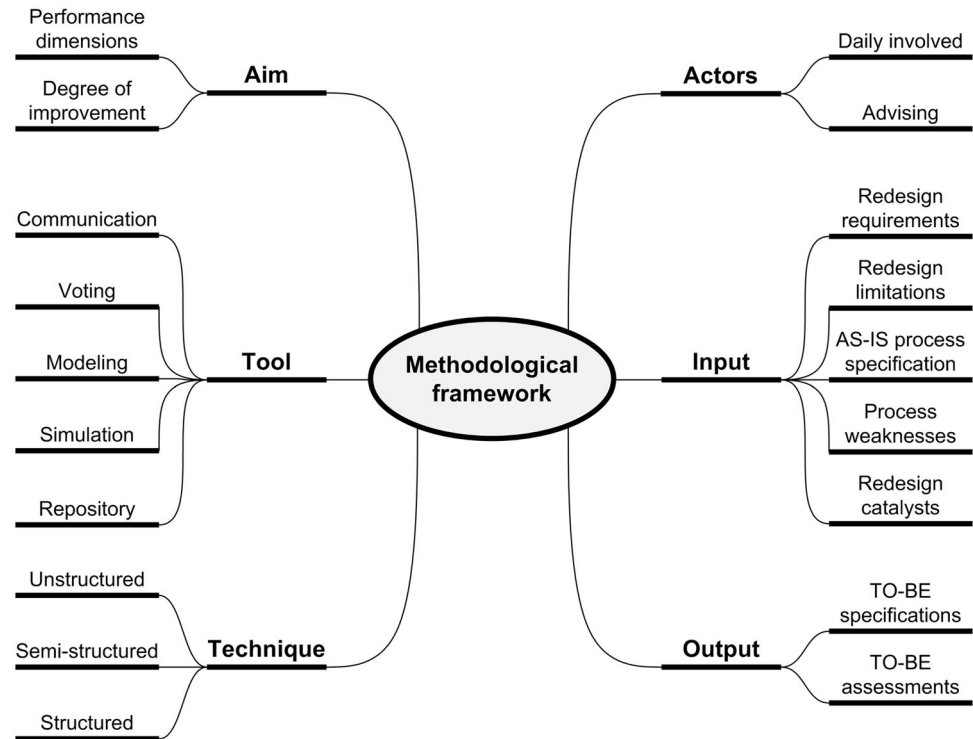 Performance
dimensions
Aim
Degree of
improvement
Communication
Voting
Modeling
Tool
Simulation
Repository
Unstructured
Semi-structured
Technique
Structured
Methodological
framework
Daily involved
Actors
Advising
Redesign
requirements
Redesign
limitations
AS-IS process
specification
Input
Process
weaknesses
Redesign
catalysts
TO-BE
specifications
Output
TO-BE
assessments